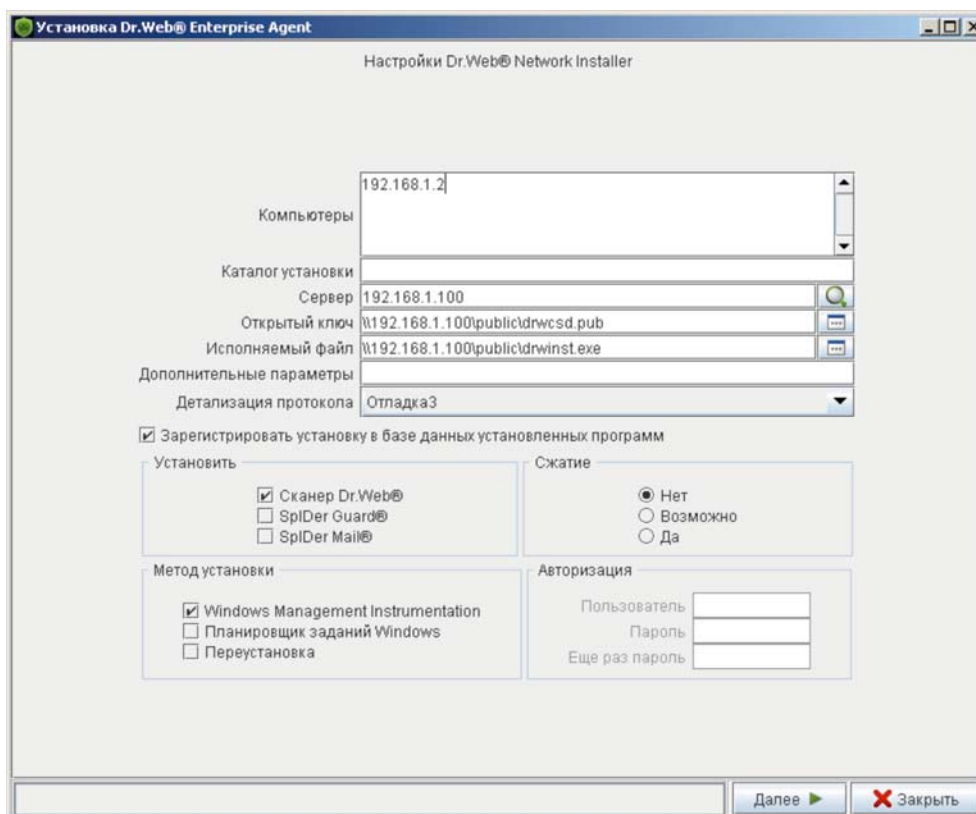 Установка Dr.Web® Enterprise Agent
Настройки Dr.Web® Network Installer
Компьютеры 192.168.1.2
Каталог установки
Сервер 192.168.1.100
Открытый ключ \\192.168.1.100\public\drwcsd.pub
Исполняемый файл \\192.168.1.100\public\drwinst.exe
Дополнительные параметры
Детализация протокола Отладка3
Зарегистрировать установку в базе данных установленных программ
Установить
Сканер Dr.Web®
SpIDer Guard®
SpIDer Mail®
Сжатие
Нет
Возможно
Да
Метод установки
Windows Management Instrumentation
Планировщик заданий Windows
Переустановка
Авторизация
Пользователь
Пароль
Еще раз пароль
Далее
Закрыть